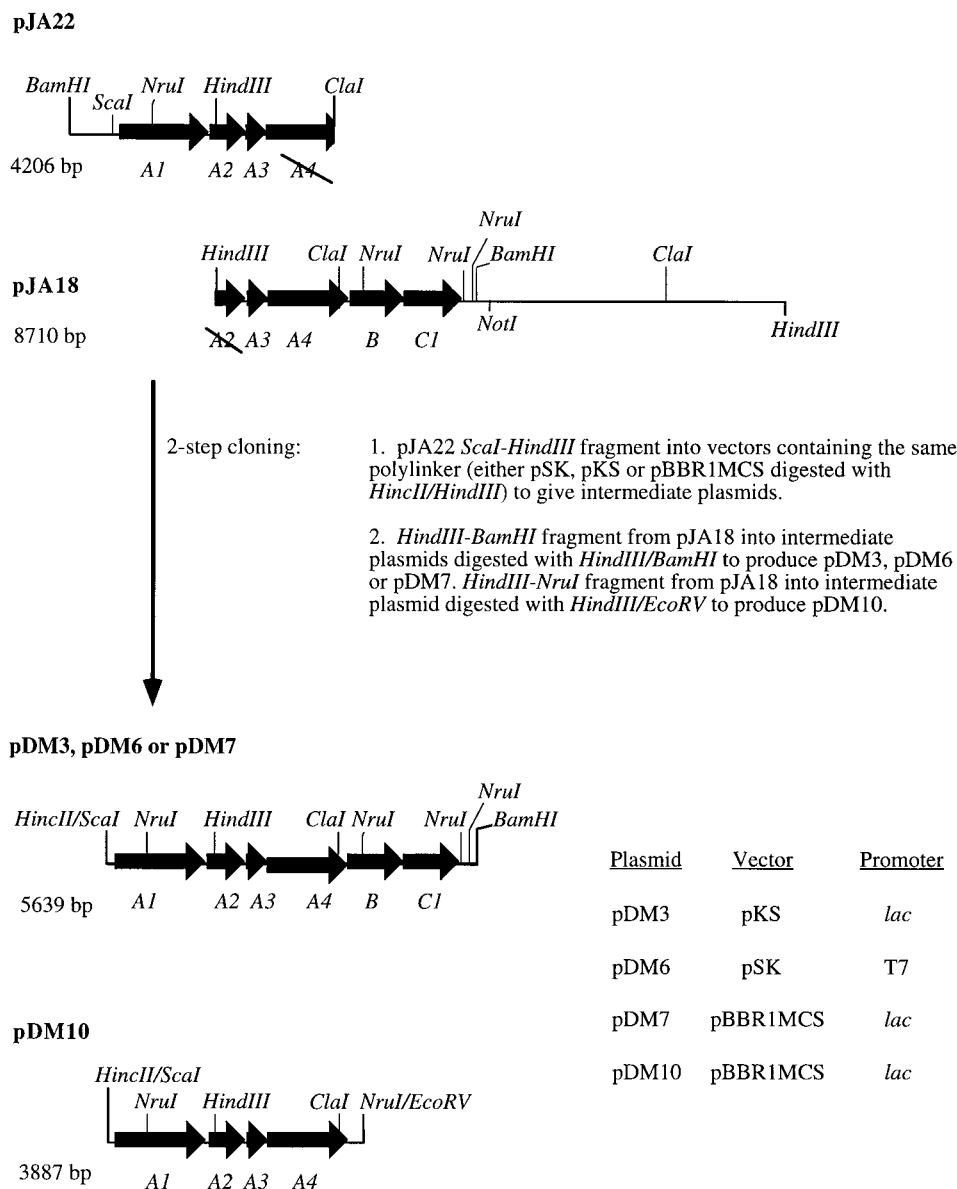 pJA22
BamHI
ScaI
NruI
HindIII
ClaI
4206 bp
A1
A2
A3
A4
pJA18
8710 bp
HindIII
ClaI
NruI
NruI
NruI
BamHI
NotI
ClaI
HindIII
A2
A3
A4
B
C1
2-step cloning:
1. pJA22 ScaI-HindIII fragment into vectors containing the same
polylinker (either pSK, pKS or pBBR1MCS digested with
HincII/HindIII) to give intermediate plasmids.
2. HindIII-BamHI fragment from pJA18 into intermediate
plasmids digested with HindIII/BamHI to produce pDM3, pDM6
or pDM7. HindIII-NruI fragment from pJA18 into intermediate
plasmid digested with HindIII/EcoRV to produce pDM10.
pDM3, pDM6 or pDM7
HincII/ScaI
NruI
HindIII
ClaI
NruI
NruI
NruI
BamHI
5639 bp
A1
A2
A3
A4
B
C1
Plasmid Vector Promoter
pDM3 pKS lac
pDM6 pSK T7
pDM7 pBBR1MCS lac
pDM10 pBBR1MCS lac
pDM10
HincII/ScaI
NruI
HindIII
ClaI
NruI/EcoRV
3887 bp
A1
A2
A3
A4